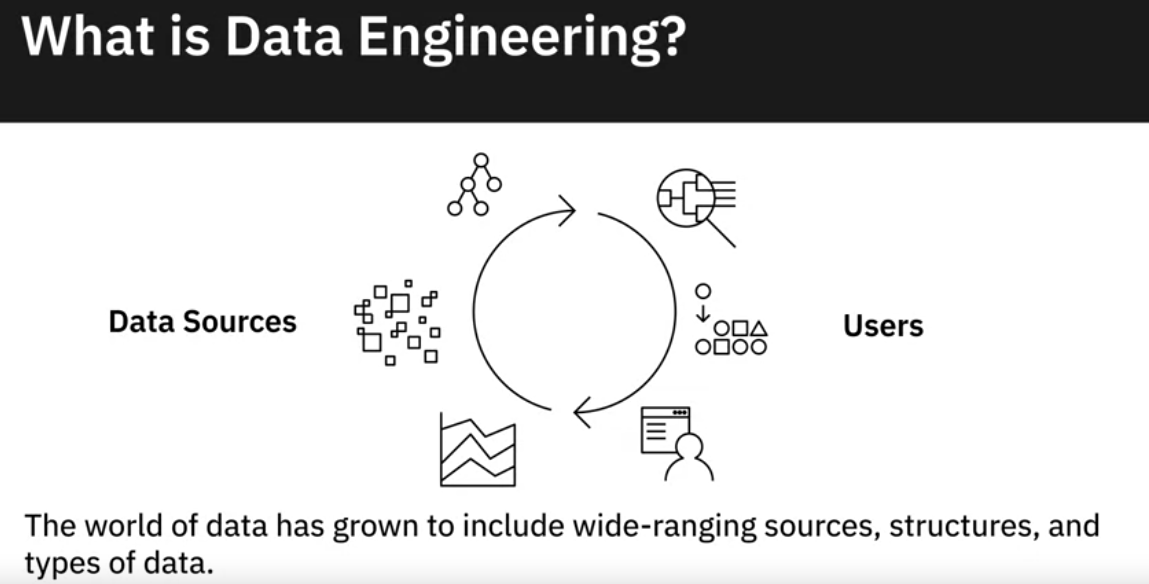 What is Data Engineering?
Data Sources
Users
The world of data has grown to include wide-ranging sources, structures, and
types of data.